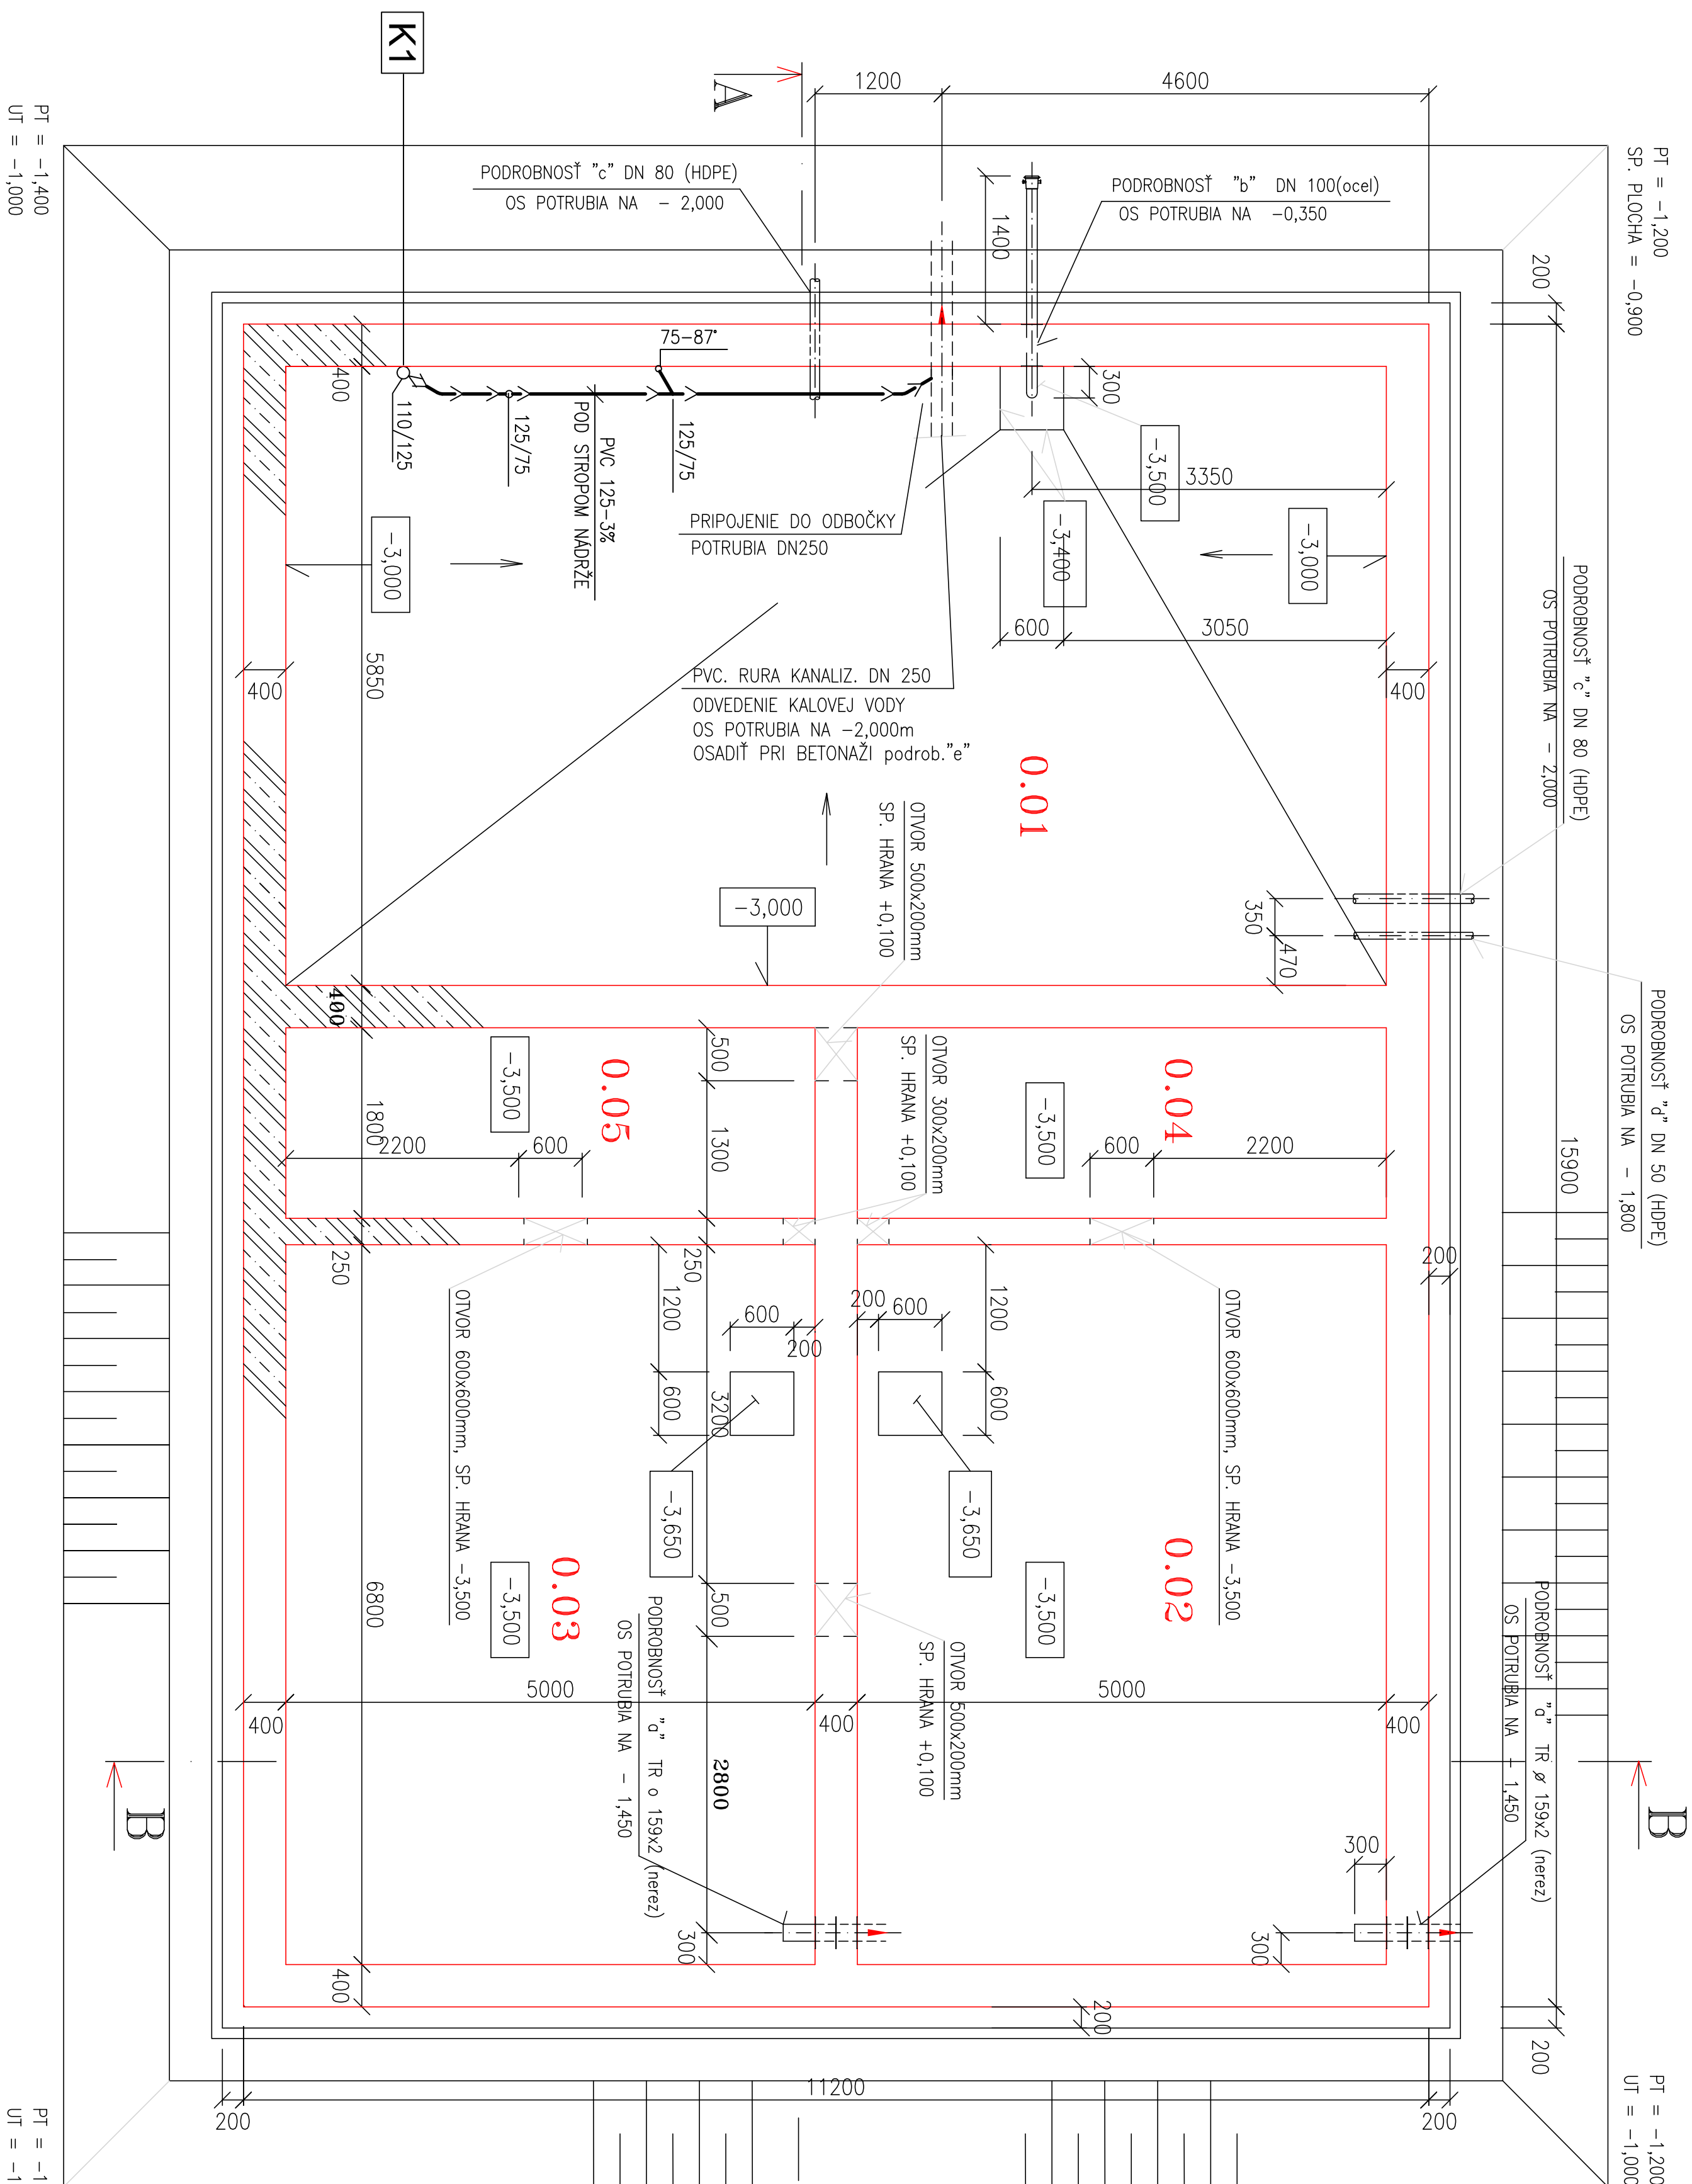 K1
A
1200
4600
PT = -1,400
UT = -1,000
PT = -1,200
SP. PLOCHA = -0,900
PODROBNOSŤ "c" DN 80 (HDPE)
OS POTRUBIA NA - 2,000
PODROBNOSŤ "b" DN 100(ocel)
OS POTRUBIA NA -0,350
1400
200
300
400
75-87°
110/125
125/75
125/75
PVC 125-3%
POD STROPOM NÁDRŽE
-3,500
3350
-3,400
-3,000
-3,000
PRIPOJENIE DO ODBOČKY
POTRUBIA DN250
600
3050
400
400
5850
PVC. RURA KANALIZ. DN 250
ODVEDENIE KALOVEJ VODY
OS POTRUBIA NA -2,000m
OSADIŤ PRI BETONAŽI podrob."e"
0.01
PODROBNOSŤ "c" DN 80 (HDPE)
OS POTRUBIA NA - 2,000
OTVOR 500x200mm
SP. HRANA +0,100
-3,000
350
470
PODROBNOSŤ "d" DN 50 (HDPE)
OS POTRUBIA NA - 1,800
400
500
-3,500
0.05
OTVOR 300x200mm
SP. HRANA +0,100
-3,500
0.04
1800
2200
600
1300
600
2200
15900
250
250
200
1200
600
200
200
600
1200
OTVOR 600x600mm, SP. HRANA -3,500
OTVOR 600x600mm, SP. HRANA -3,500
600
3200
600
-3,650
-3,650
0.03
0.02
-3,500
-3,500
6800
500
PODROBNOSŤ "a" TR o 159x2 (nerez)
OS POTRUBIA NA - 1,450
OTVOR 500x200mm
SP. HRANA +0,100
PODROBNOSŤ "a" TR ø 159x2 (nerez)
OS POTRUBIA NA - 1,450
5000
5000
400
400
400
2800
B
B
300
300
300
400
200
200
11200
200
200
PT = -1
UT = -1
PT = -1,200
UT = -1,000